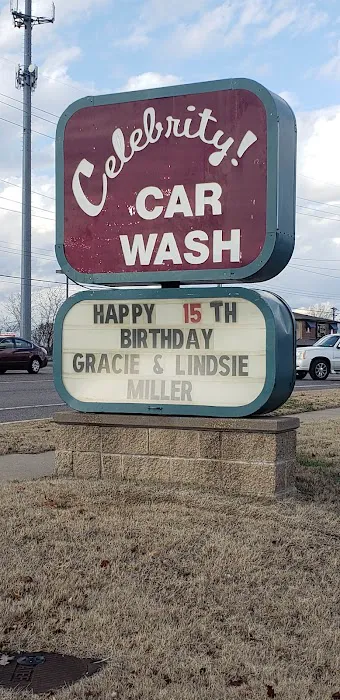 Celebrity!
CAR
WASH
HAPPY 15 TH
BIRTHDAY
GRACIE & LINDSIE
MILLER